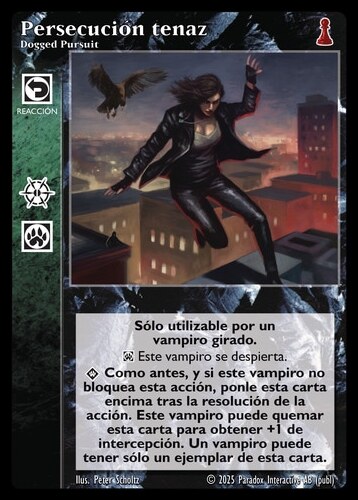 Persecución tenaz
Dogged Pursuit
REACCIÓN
Sólo utilizable por un
vampiro girado.
Este vampiro se despierta.
Como antes, y si este vampiro no
bloquea esta acción, ponle esta carta
encima tras la resolución de la
acción. Este vampiro puede quemar
esta carta para obtener +1 de
intercepción. Un vampiro puede
tener sólo un ejemplar de esta carta.
Ilus. Peter Scholtz © 2025 Paradox Interactive AB (publ)